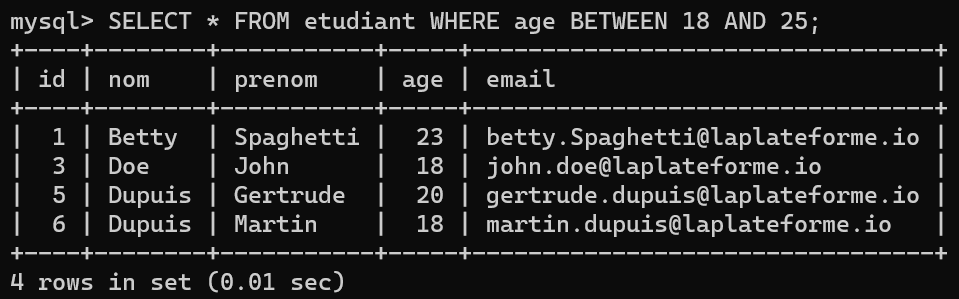 mysql> SELECT * FROM etudiant WHERE age BETWEEN 18 AND 25;
+----+--------+-----------+-----+--------------------------------+
| id | nom    | prenom    | age | email                          |
+----+--------+-----------+-----+--------------------------------+
|  1 | Betty  | Spaghetti |  23 | betty.Spaghetti@laplateforme.io |
|  3 | Doe    | John      |  18 | john.doe@laplateforme.io       |
|  5 | Dupuis | Gertrude  |  20 | gertrude.dupuis@laplateforme.io |
|  6 | Dupuis | Martin    |  18 | martin.dupuis@laplateforme.io  |
+----+--------+-----------+-----+--------------------------------+
4 rows in set (0.01 sec)